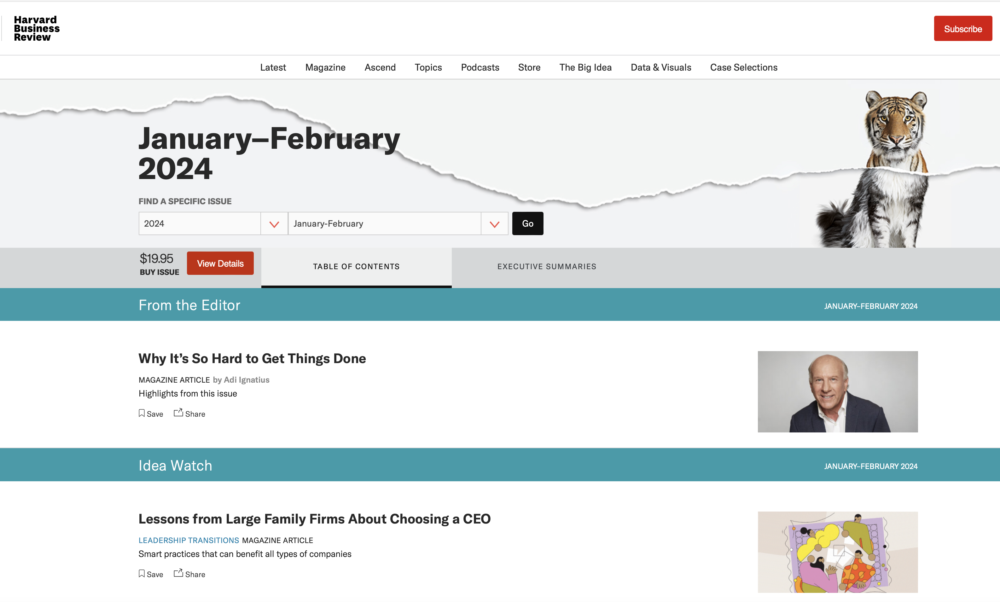 Harvard
Business
Review
Subscribe
Latest Magazine Ascend Topics Podcasts Store The Big Idea Data & Visuals Case Selections
January–February
2024
FIND A SPECIFIC ISSUE
2024 January-February Go
$19.95
BUY ISSUE
View Details
TABLE OF CONTENTS
EXECUTIVE SUMMARIES
From the Editor
JANUARY–FEBRUARY 2024
Why It’s So Hard to Get Things Done
MAGAZINE ARTICLE by Adi Ignatius
Highlights from this issue
Save Share
Idea Watch
JANUARY–FEBRUARY 2024
Lessons from Large Family Firms About Choosing a CEO
LEADERSHIP TRANSITIONS MAGAZINE ARTICLE
Smart practices that can benefit all types of companies
Save Share